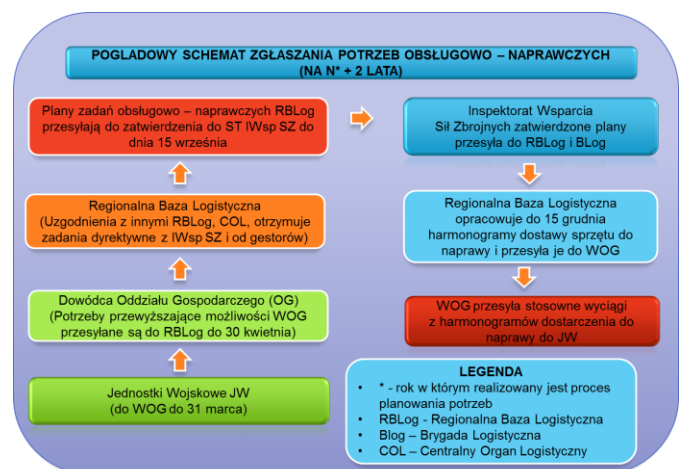 POGLĄDOWY SCHEMAT ZGŁASZANIA POTRZEB OBSŁUGOWO – NAPRAWCZYCH
(NA N* + 2 LATA)
Plany zadań obsługowo – naprawczych RBLog
przesyłają do zatwierdzenia do ST IWsp SZ do
dnia 15 września
Regionalna Baza Logistyczna
(Uzgodnienia z innymi RBLog, COL, otrzymuje
zadania dyrektywne z IWsp SZ i od gestorów)
Dowódca Oddziału Gospodarczego (OG)
(Potrzeby przewyższające możliwości WOG
przesyłane są do RBLog do 30 kwietnia)
Jednostki Wojskowe JW
(do WOG do 31 marca)
Inspektorat Wsparcia
Sił Zbrojnych zatwierdzone plany
przesyła do RBLog i BLog
Regionalna Baza Logistyczna
opracowuje do 15 grudnia
harmonogramy dostawy sprzętu do
naprawy i przesyła je do WOG
WOG przesyła stosowne wyciągi
z harmonogramów dostarczenia do
naprawy do JW
LEGENDA
• * - rok w którym realizowany jest proces
planowania potrzeb
• RBLog - Regionalna Baza Logistyczna
• Blog – Brygada Logistyczna
• COL – Centralny Organ Logistyczny